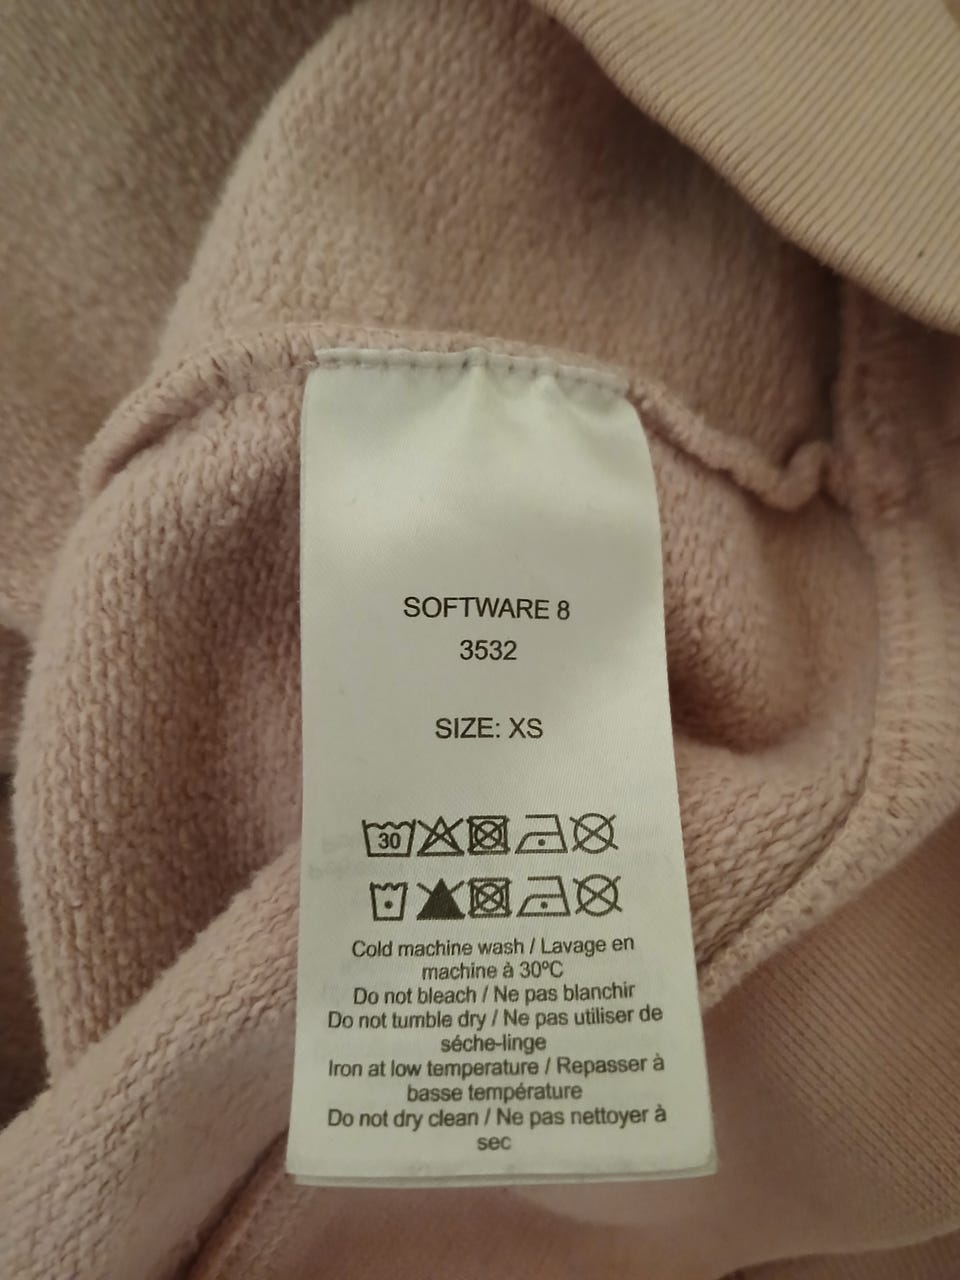 SOFTWARE 8
3532
SIZE: XS
30
Cold machine wash / Lavage en
machine à 30ºC
Do not bleach / Ne pas blanchir
Do not tumble dry / Ne pas utiliser de
séche-linge
Iron at low temperature / Repasser à
basse température
Do not dry clean / Ne pas nettoyer à
sec